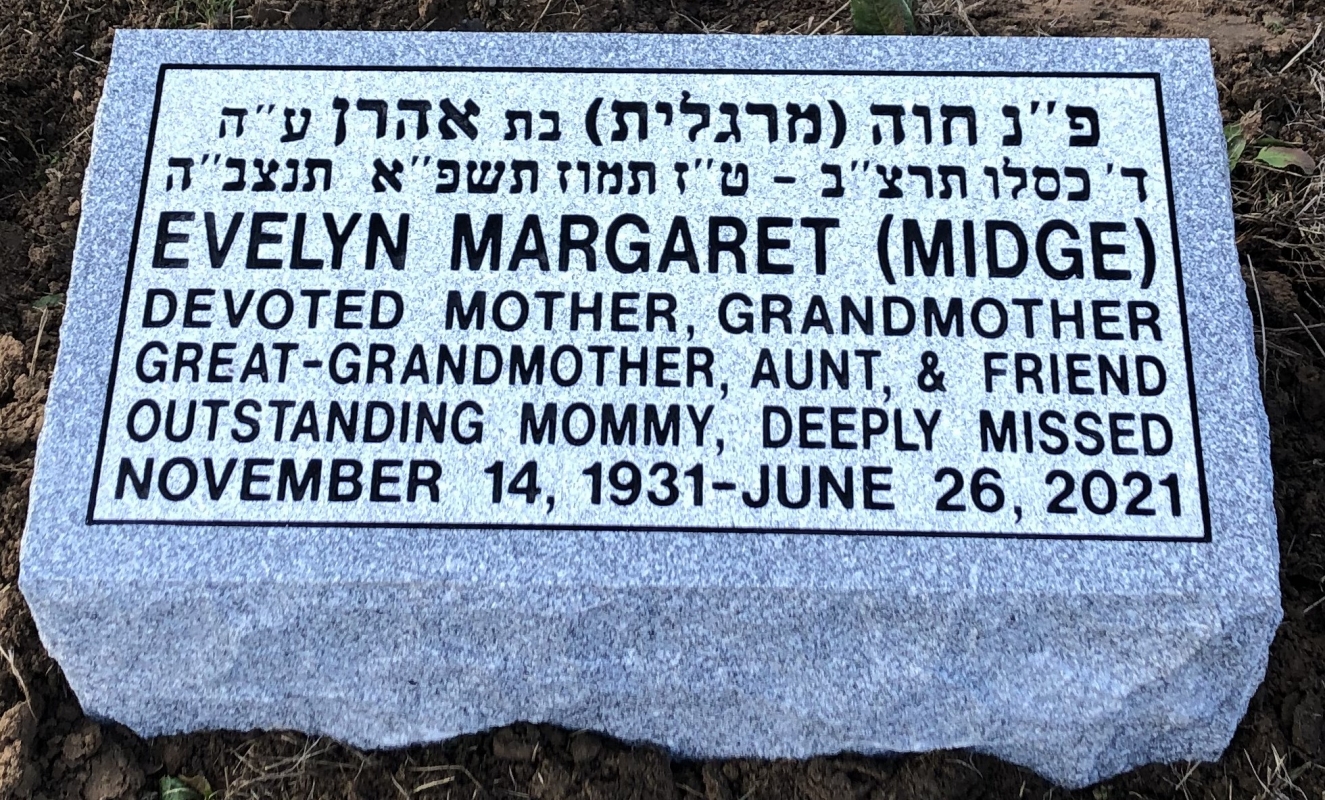 פ״נ חוה (מרגלית) בת אהרן ע״ה
ד׳ כסלו תרצ״ב - ט״ז תמוז תשפ״א תנצב״ה
EVELYN MARGARET (MIDGE)
DEVOTED MOTHER, GRANDMOTHER
GREAT-GRANDMOTHER, AUNT, & FRIEND
OUTSTANDING MOMMY, DEEPLY MISSED
NOVEMBER 14, 1931-JUNE 26, 2021